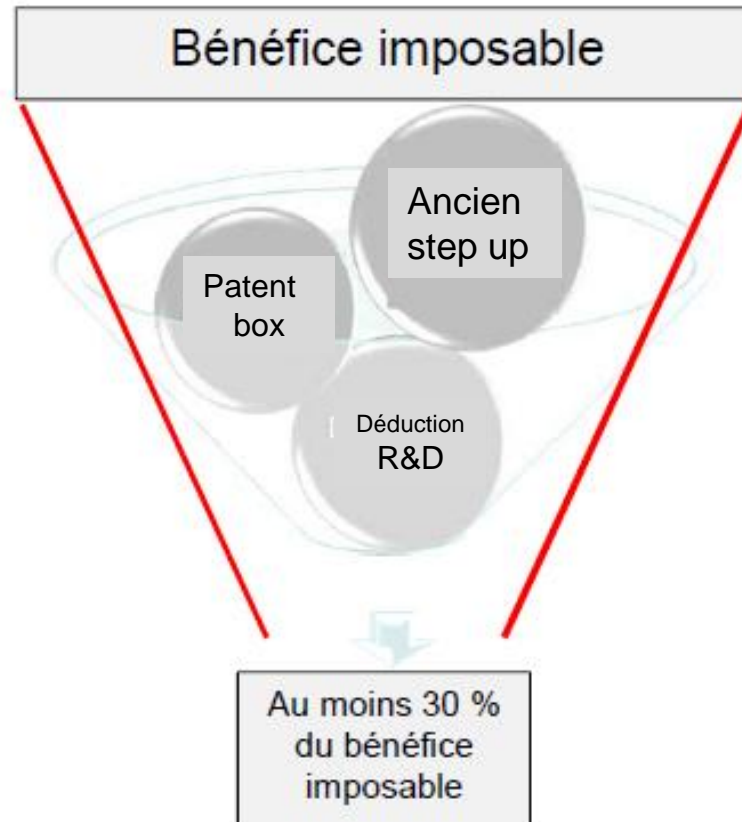 Bénéfice imposable
Ancien
step up
Patent
box
Déduction
R&D
Au moins 30 %
du bénéfice
imposable